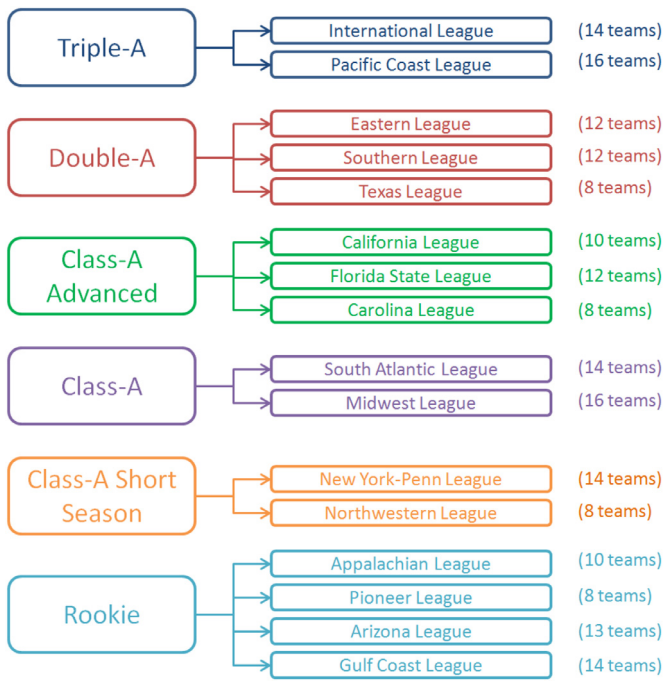 Triple-A
International League (14 teams)
Pacific Coast League (16 teams)
Double-A
Eastern League (12 teams)
Southern League (12 teams)
Texas League (8 teams)
Class-A
Advanced
California League (10 teams)
Florida State League (12 teams)
Carolina League (8 teams)
Class-A
South Atlantic League (14 teams)
Midwest League (16 teams)
Class-A Short
Season
New York-Penn League (14 teams)
Northwestern League (8 teams)
Rookie
Appalachian League (10 teams)
Pioneer League (8 teams)
Arizona League (13 teams)
Gulf Coast League (14 teams)